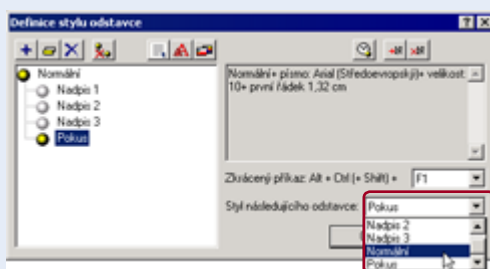 Definice stylu odstavce
Normální
Nadpis 1
Nadpis 2
Nadpis 3
Pokus
Normální+ písmo: Arial (Středoevropský)+ velikost:
10+ první řádek 1,32 cm
Zkrácený příkaz: Alt + Ctrl (+ Shift) + F1
Styl následujícího odstavce: Pokus
Nadpis 2
Nadpis 3
Normální
Pokus